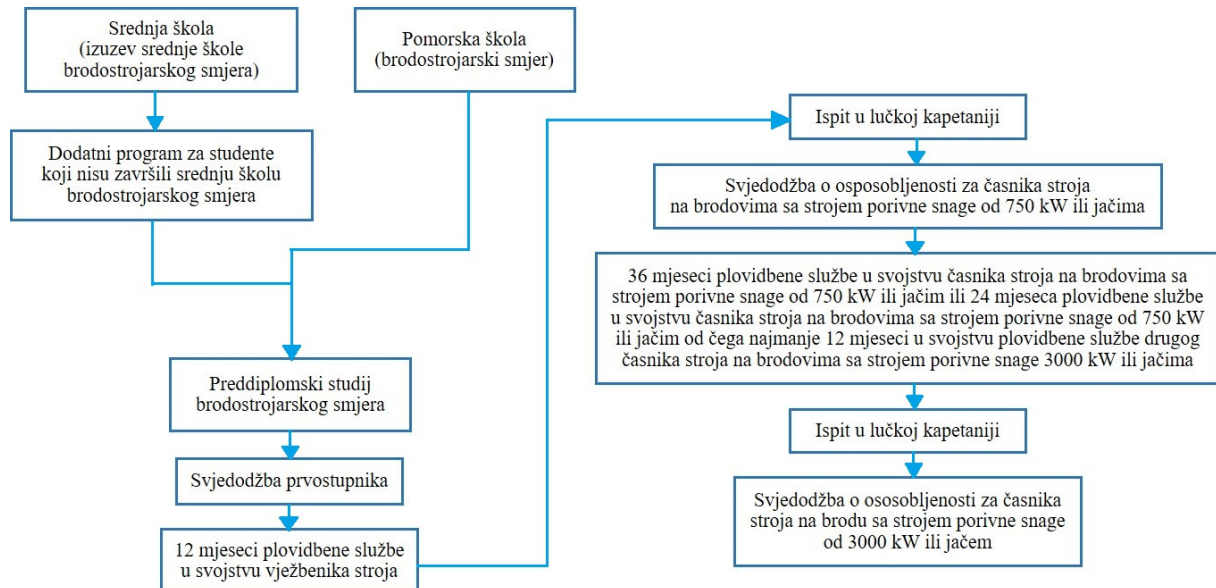 Srednja škola
(izuzev srednje škole
brodostrojarskog smjera)
Pomorska škola
(brodostrojarski smjer)
Dodatni program za studente
koji nisu završili srednju školu
brodostrojarskog smjera
Preddiplomski studij
brodostrojarskog smjera
Svjedodžba prvostupnika
12 mjeseci plovidbene službe
u svojstvu vježbenika stroja
Ispit u lučkoj kapetaniji
Svjedodžba o osposobljenosti za časnika stroja
na brodovima sa strojem porivne snage od 750 kW ili jačima
36 mjeseci plovidbene službe u svojstvu časnika stroja na brodovima sa
strojem porivne snage od 750 kW ili jačim ili 24 mjeseca plovidbene službe
u svojstvu časnika stroja na brodovima sa strojem porivne snage od 750 kW
ili jačim od čega najmanje 12 mjeseci u svojstvu plovidbene službe drugog
časnika stroja na brodovima sa strojem porivne snage 3000 kW ili jačima
Ispit u lučkoj kapetaniji
Svjedodžba o ososobljenosti za časnika
stroja na brodu sa strojem porivne snage
od 3000 kW ili jačem